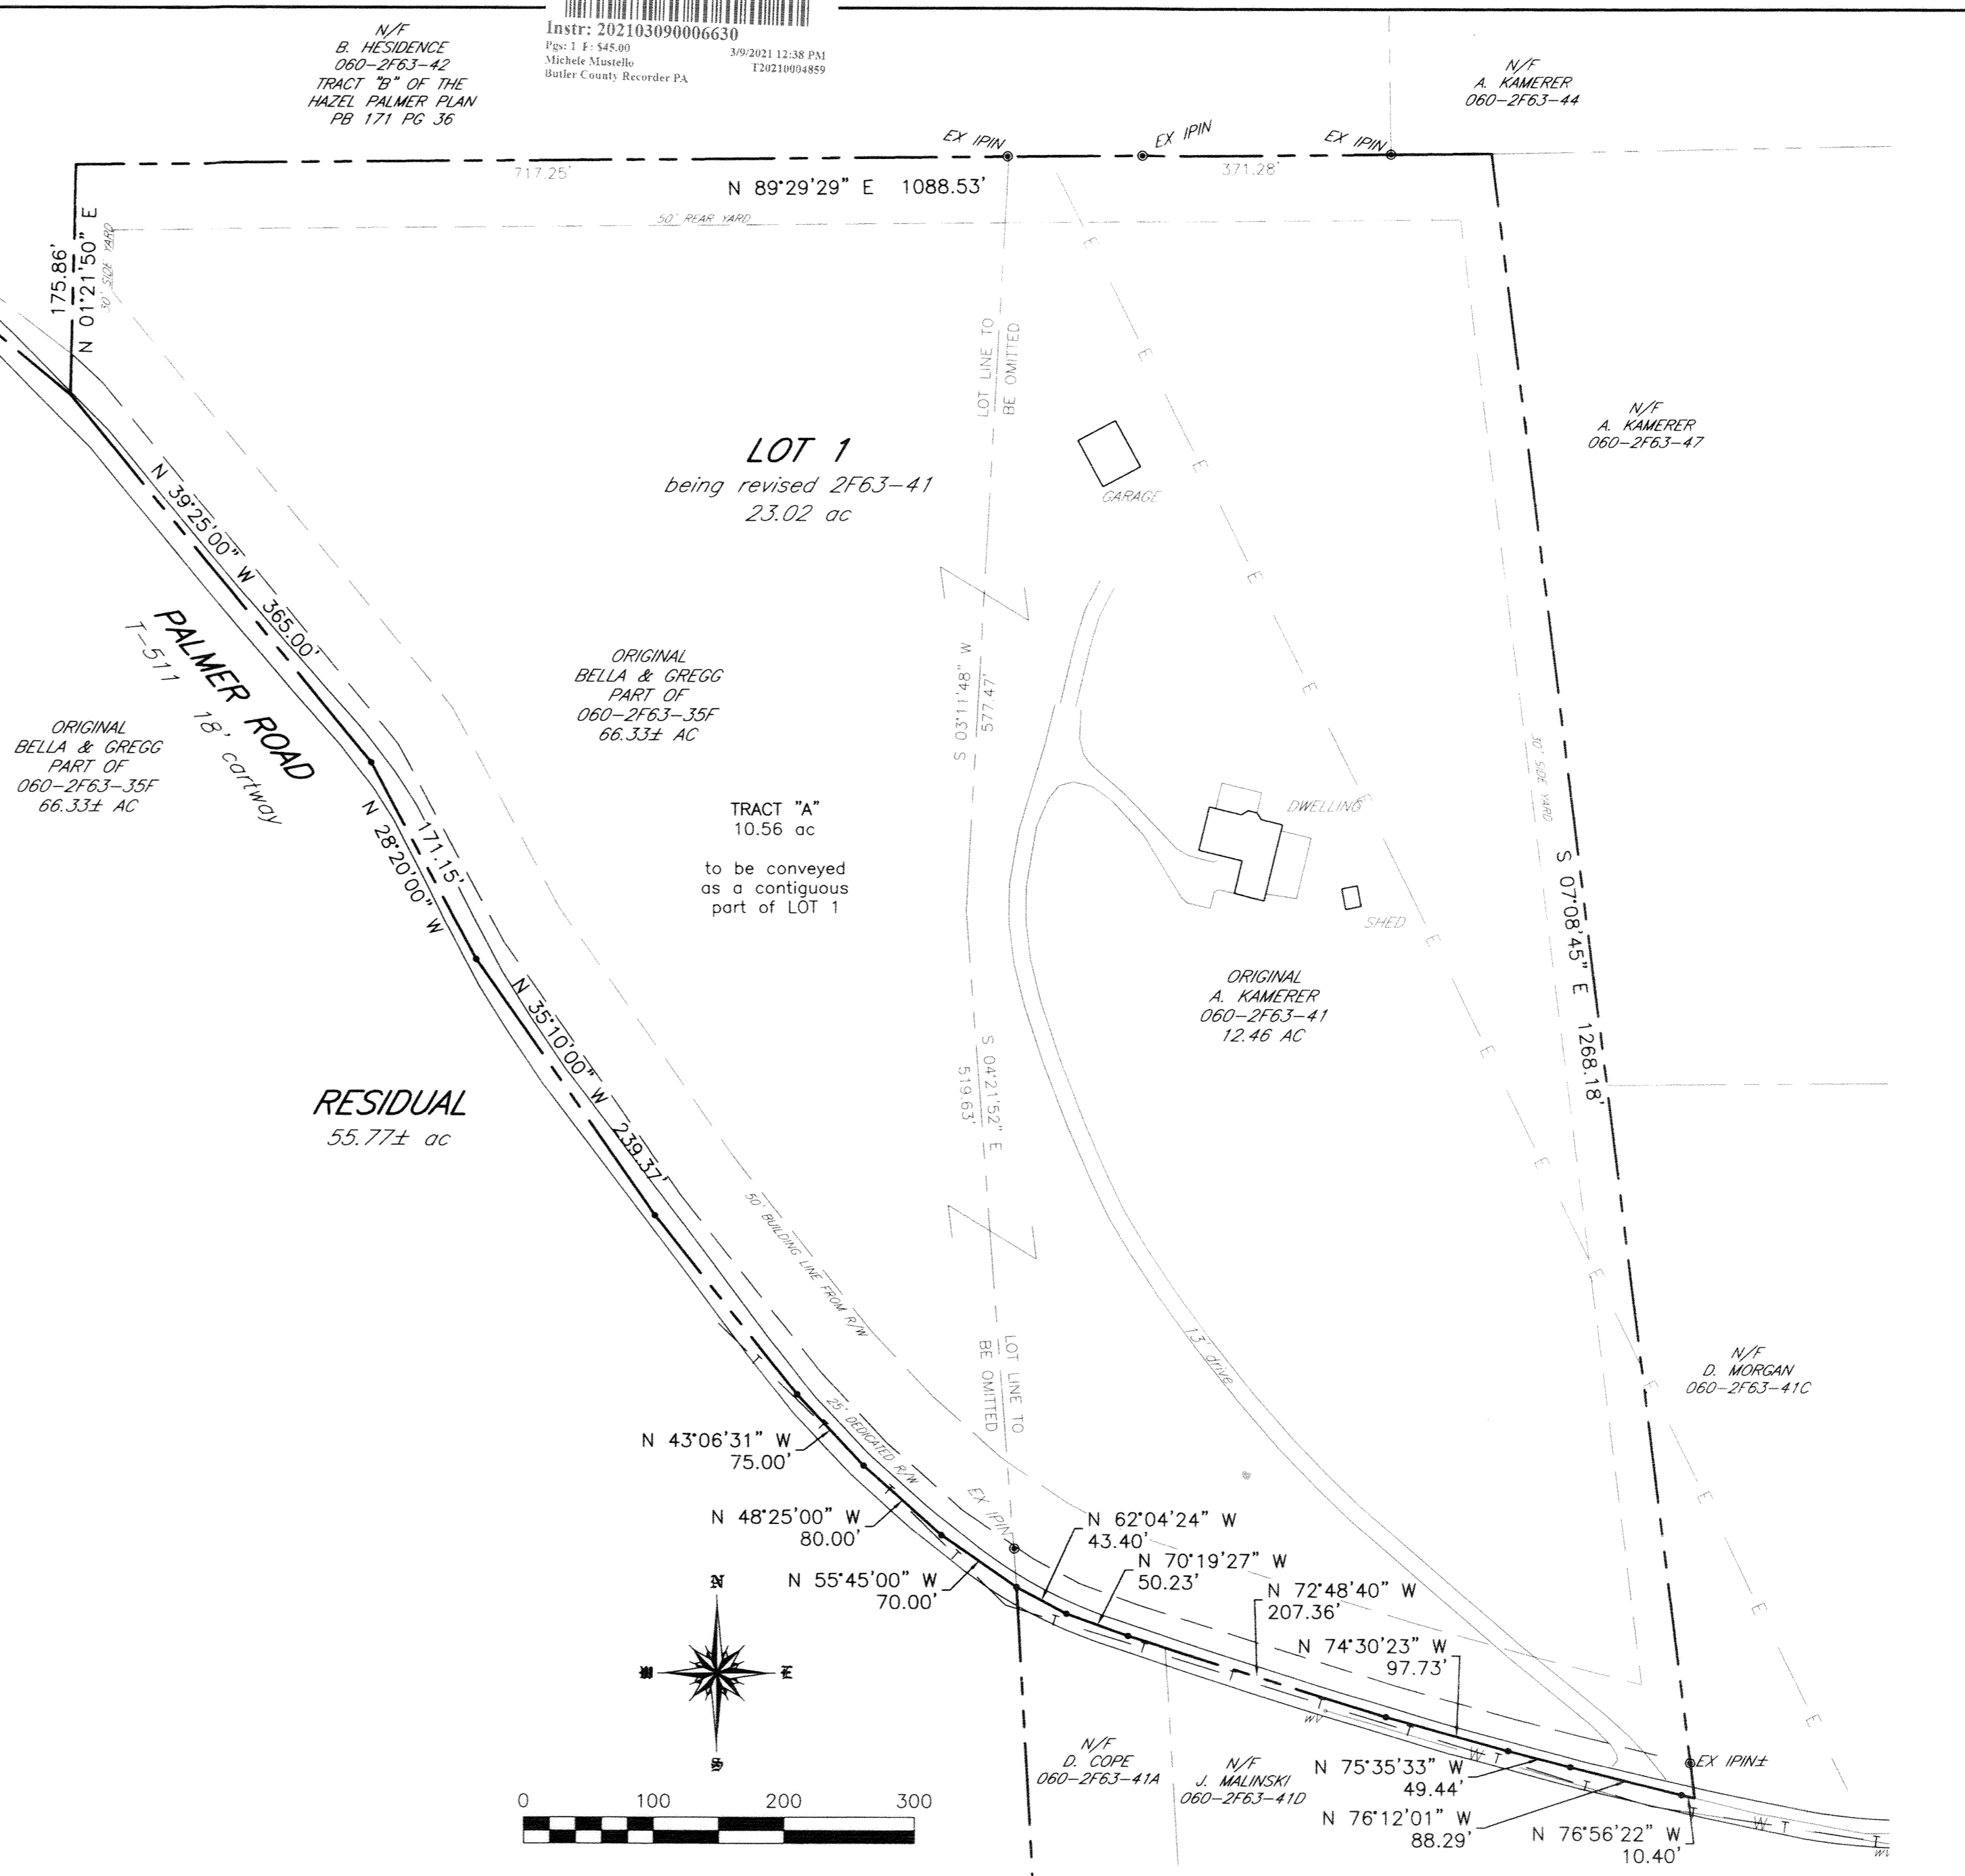 Instr: 202103090006630
Pgs: 1 F: $45.00
3/9/2021 12:38 PM
Michele Mustello
T20210004859
Butler County Recorder PA
N/F
B. HESIDENCE
060-2F63-42
TRACT "B" OF THE
HAZEL PALMER PLAN
PB 171 PG 36
N/F
A. KAMERER
060-2F63-44
EX IPIN
EX IPIN
EX IPIN
717.25'
N 89°29'29" E 1088.53'
371.28'
50' REAR YARD
175.86'
N 01°21'50" E
30' SIDE YARD
LOT LINE TO
BE OMITTED
N/F
A. KAMERER
060-2F63-47
LOT 1
being revised 2F63-41
23.02 ac
GARAGE
N 39°25'00" W 365.00'
PALMER ROAD
T-511 18' cartway
ORIGINAL
BELLA & GREGG
PART OF
060-2F63-35F
66.33± AC
S 03°11'48" W
577.47'
ORIGINAL
BELLA & GREGG
PART OF
060-2F63-35F
66.33± AC
TRACT "A"
10.56 ac
to be conveyed
as a contiguous
part of LOT 1
DWELLING
SHED
30' SIDE YARD
S 07°08'45" E 1268.18'
171.15'
N 28°20'00" W
ORIGINAL
A. KAMERER
060-2F63-41
12.46 AC
N 35°10'00" W 239.37'
S 04°21'52" E
519.63'
RESIDUAL
55.77± ac
50' BUILDING LINE FROM R/W
LOT LINE TO
BE OMITTED
13' drive
N/F
D. MORGAN
060-2F63-41C
25' DEDICATED R/W
N 43°06'31" W
75.00'
EX IPIN
N 48°25'00" W
80.00'
N 55°45'00" W
70.00'
N 62°04'24" W
43.40'
N 70°19'27" W
50.23'
N 72°48'40" W
207.36'
N 74°30'23" W
97.73'
N
E
S
N/F
D. COPE
060-2F63-41A
N/F
J. MALINSKI
060-2F63-41D
N 75°35'33" W
49.44'
N 76°12'01" W
88.29'
N 76°56'22" W
10.40'
EX IPIN±
0 100 200 300